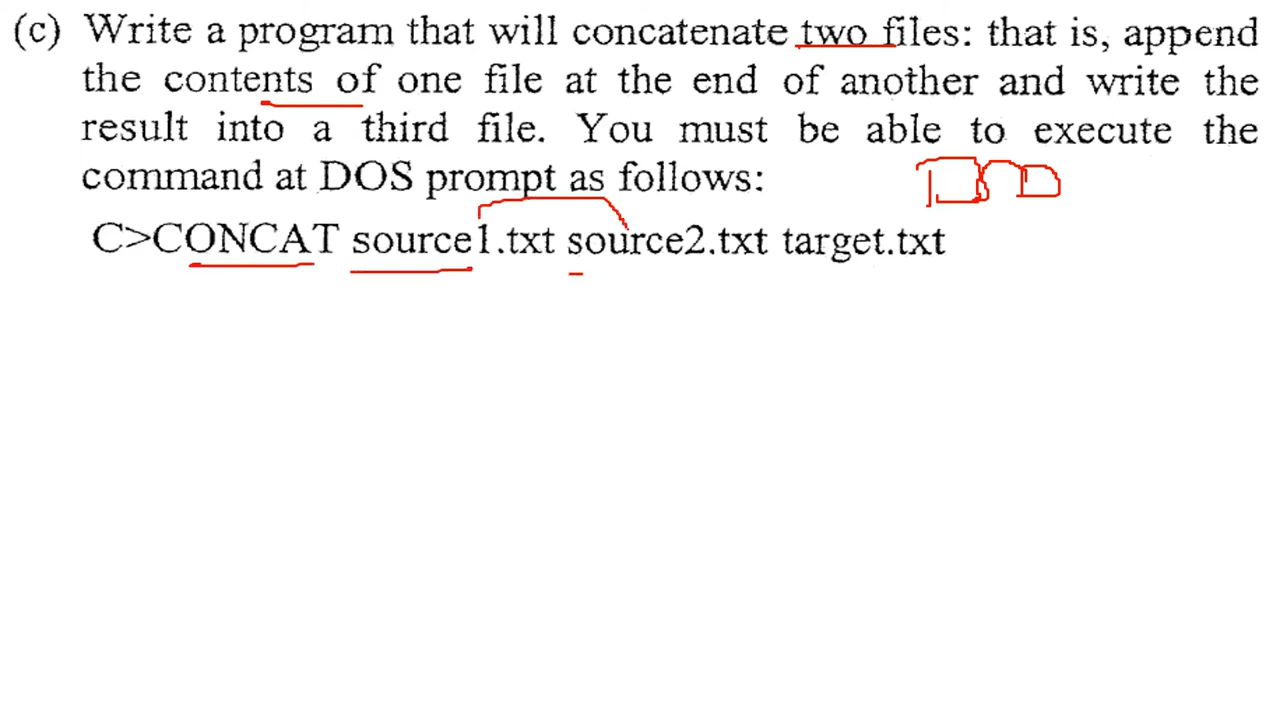 (c) Write a program that will concatenate two files: that is, append
the contents of one file at the end of another and write the
result into a third file. You must be able to execute the
command at DOS prompt as follows:
C>CONCAT source1.txt source2.txt target.txt